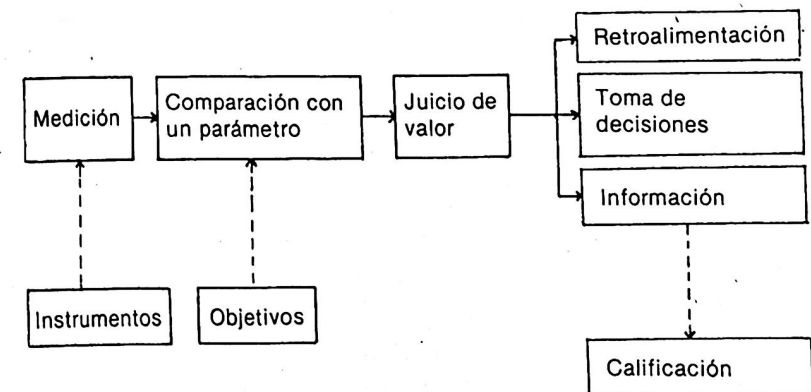 Retroalimentación
Medición
Comparación con
un parámetro
Juicio de
valor
Toma de
decisiones
Información
Instrumentos
Objetivos
Calificación